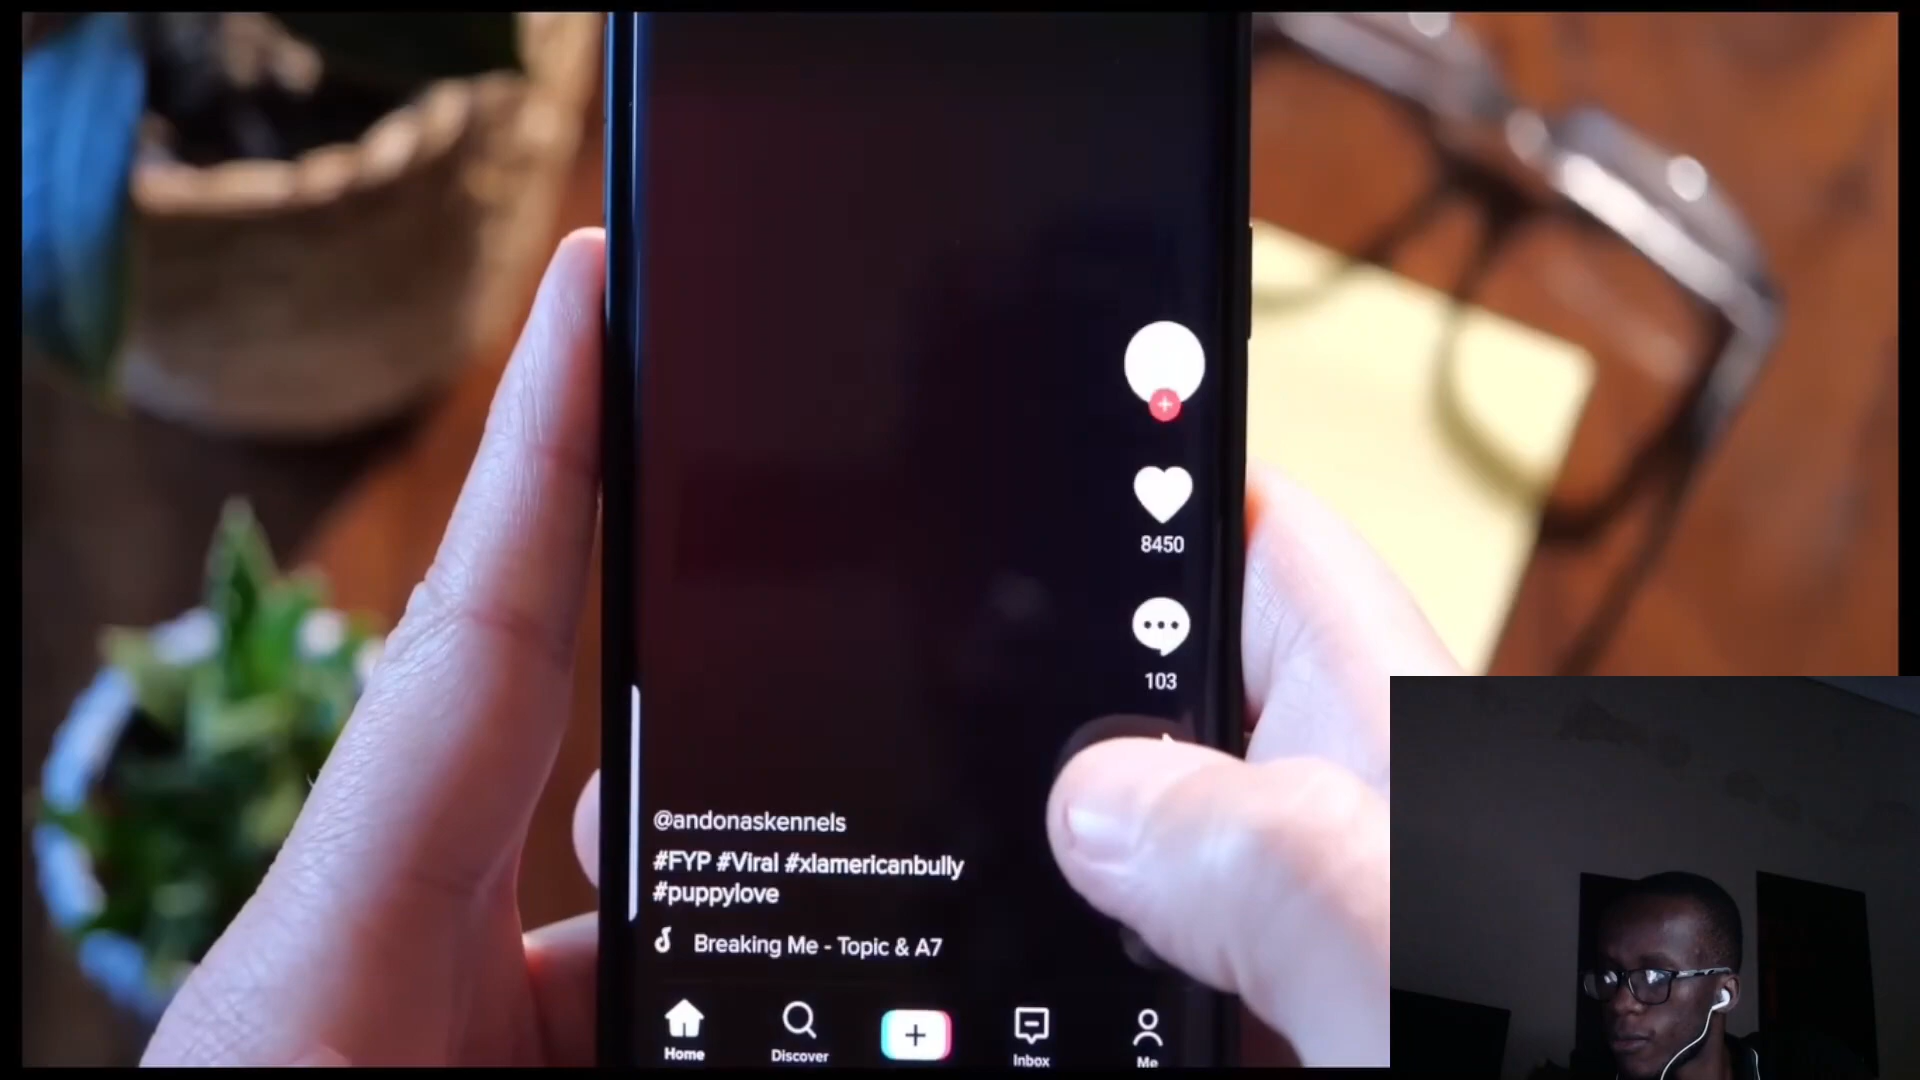 8450
103
@andonaskennels
#FYP #Viral #xlamericanbully
#puppylove
Breaking Me - Topic & A7
Home
Discover
Inbox
Me